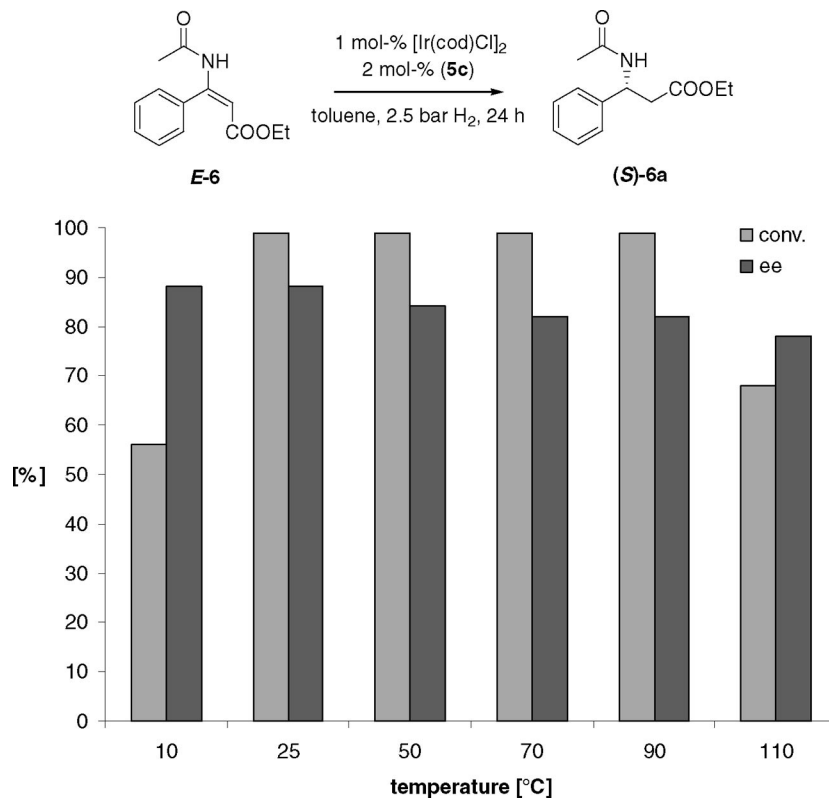 O
NH
COOEt
E-6
1 mol-% [Ir(cod)Cl]2
2 mol-% (5c)
toluene, 2.5 bar H2, 24 h
O
NH
COOEt
(S)-6a
100
90
80
70
60
50
40
30
20
10
0
[%]
conv.
ee
10 25 50 70 90 110
temperature [°C]